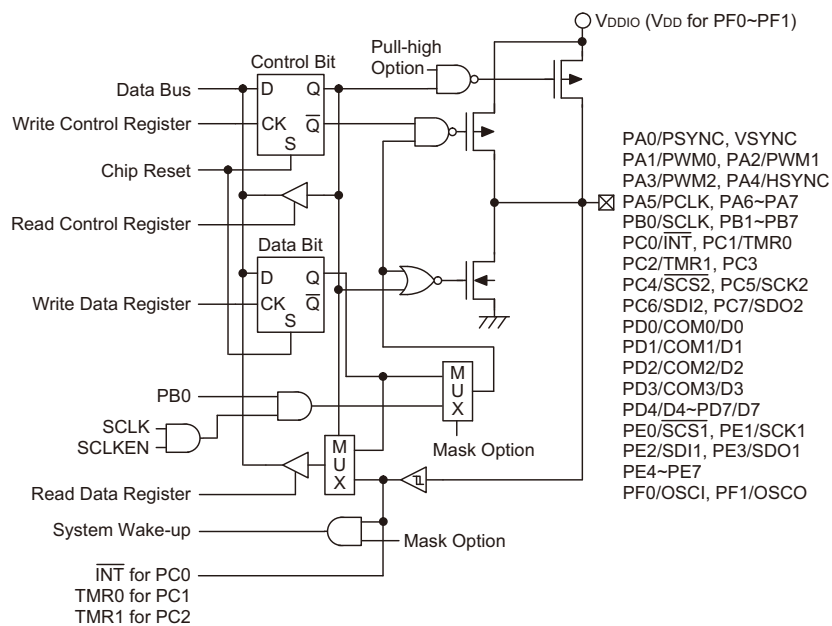 VDDIO (VDD for PF0~PF1)
Pull-high
Option
Control Bit
Data Bus
D
Q
Write Control Register
CK
Q̅
S
Chip Reset
Read Control Register
Data Bit
D
Q
Write Data Register
CK
Q̅
S
M
U
X
PB0
SCLK
SCLKEN
Mask Option
M
U
X
Read Data Register
System Wake-up
Mask Option
I̅N̅T̅ for PC0
TMR0 for PC1
TMR1 for PC2
PA0/PSYNC, VSYNC
PA1/PWM0, PA2/PWM1
PA3/PWM2, PA4/HSYNC
PA5/PCLK, PA6~PA7
PB0/SCLK, PB1~PB7
PC0/I̅N̅T̅, PC1/TMR0
PC2/TMR1, PC3
PC4/S̅C̅S̅2̅, PC5/SCK2
PC6/SDI2, PC7/SDO2
PD0/COM0/D0
PD1/COM1/D1
PD2/COM2/D2
PD3/COM3/D3
PD4/D4~PD7/D7
PE0/S̅C̅S̅1̅, PE1/SCK1
PE2/SDI1, PE3/SDO1
PE4~PE7
PF0/OSCI, PF1/OSCO